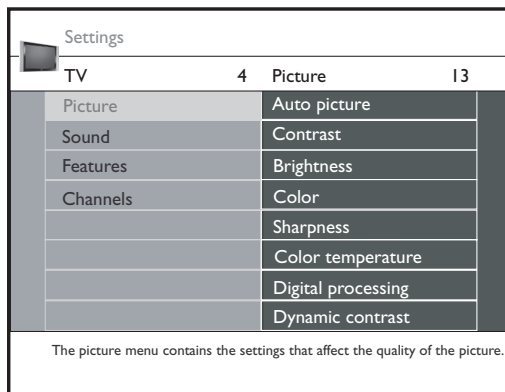 Settings
TV 4 Picture 13
Picture Auto picture
Sound Contrast
Features Brightness
Channels Color
Sharpness
Color temperature
Digital processing
Dynamic contrast
The picture menu contains the settings that affect the quality of the picture.